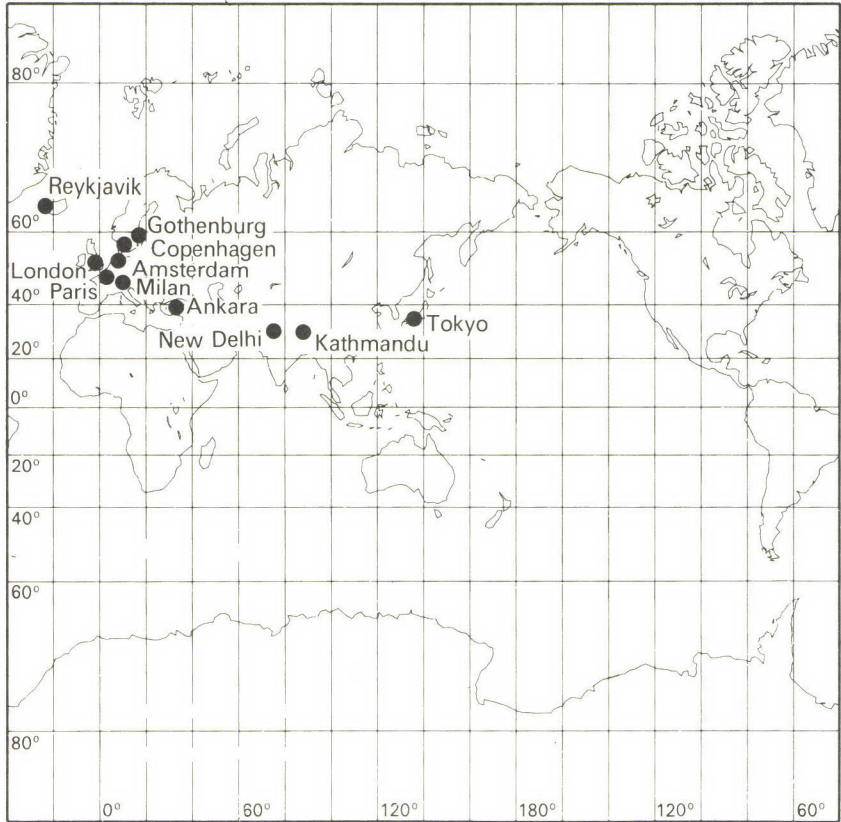 80°
Reykjavik
60°
Gothenburg
Copenhagen
London
Amsterdam
Paris
Milan
40°
Ankara
Tokyo
New Delhi
Kathmandu
20°
0°
20°
40°
60°
80°
0° 60° 120° 180° 120° 60°